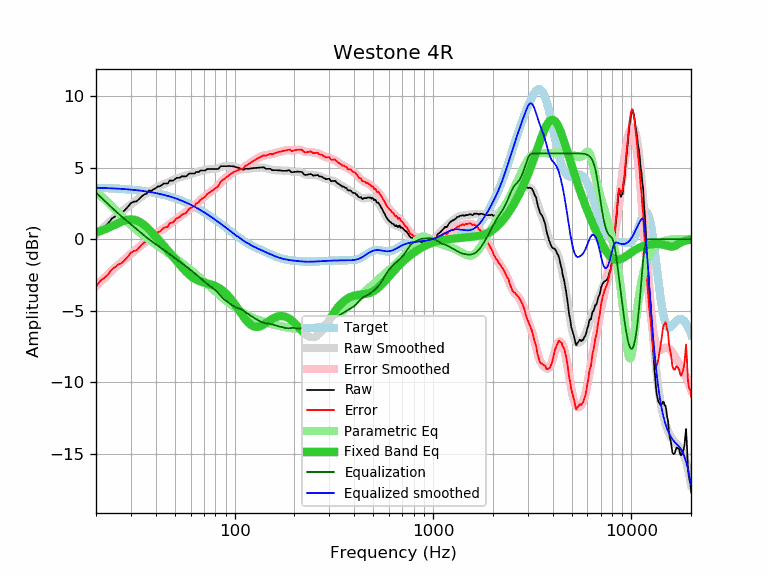 Westone 4R
Amplitude (dBr)
10
5
0
−5
−10
−15
Target
Raw Smoothed
Error Smoothed
Raw
Error
Parametric Eq
Fixed Band Eq
Equalization
Equalized smoothed
100
1000
10000
Frequency (Hz)